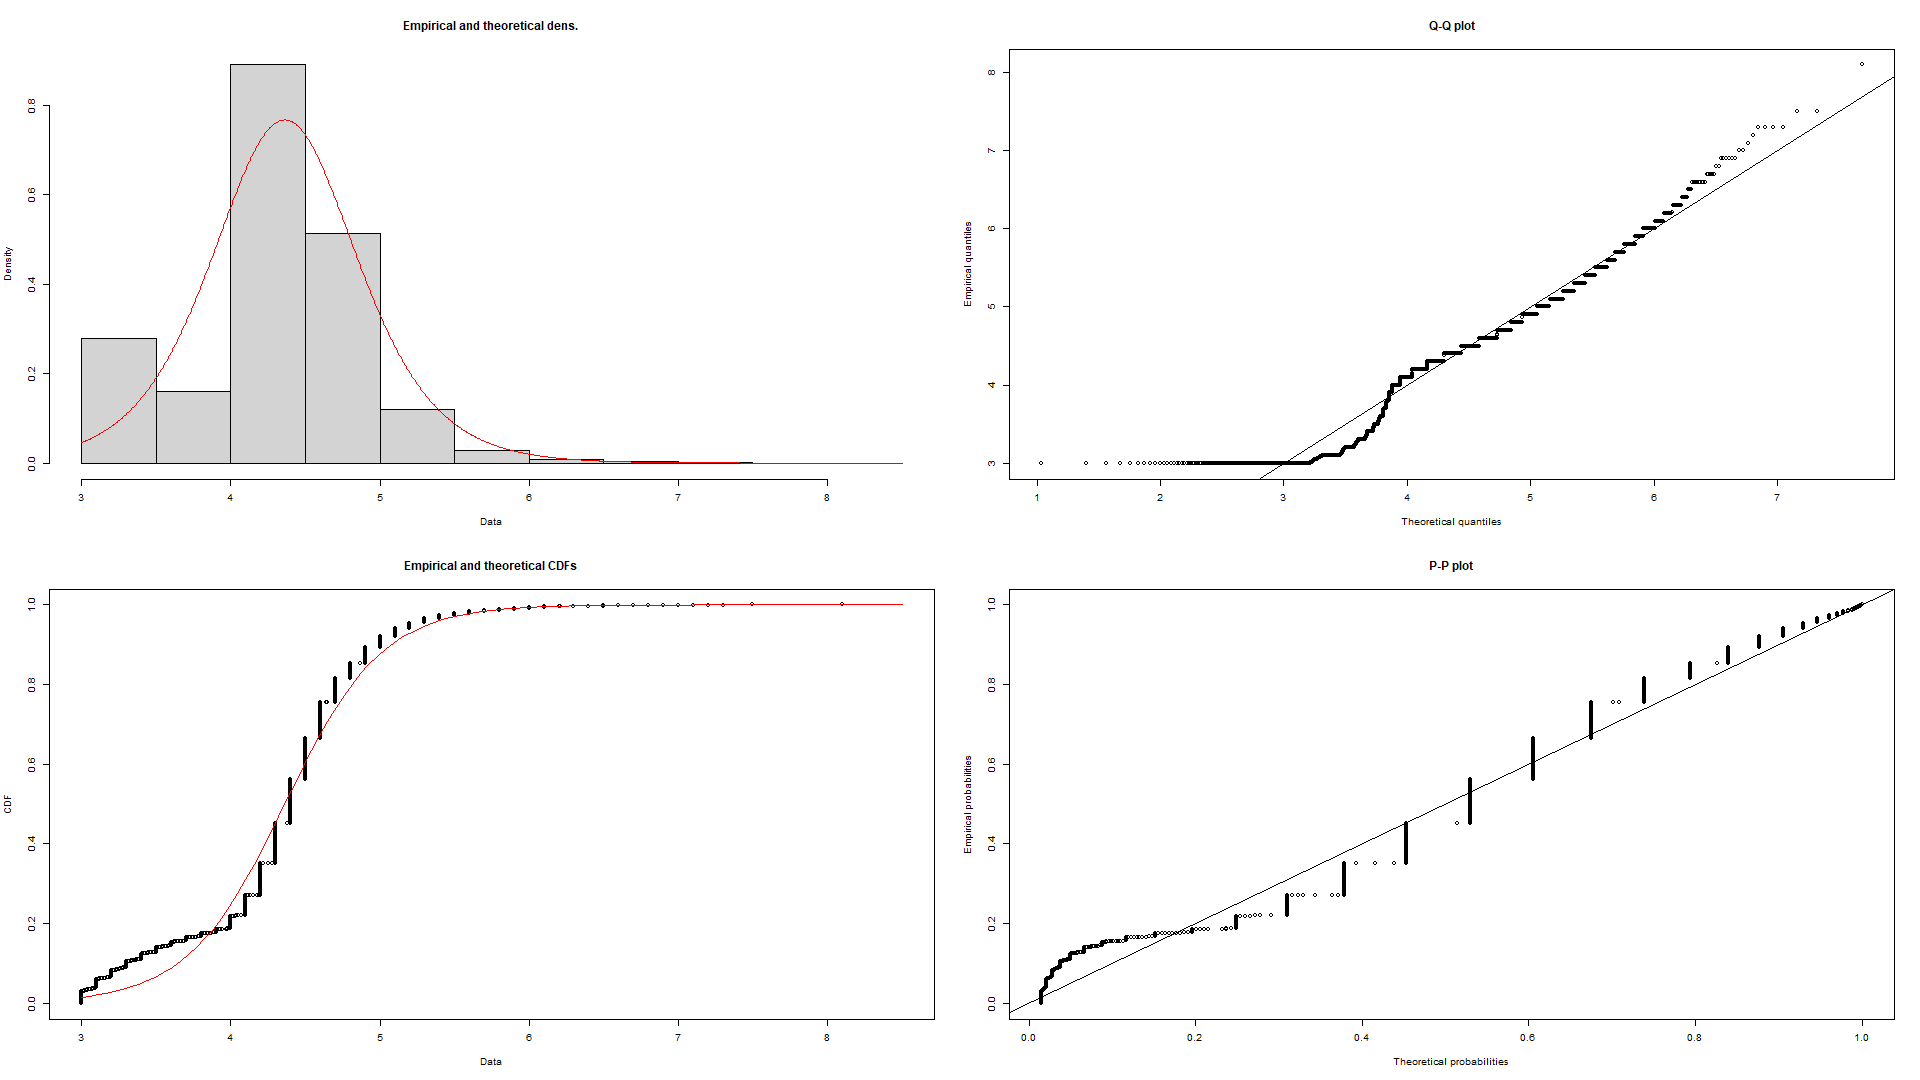 Empirical and theoretical dens.
Density
0.0 0.2 0.4 0.6 0.8
3 4 5 6 7 8
Data
Q-Q plot
Empirical quantiles
3 4 5 6 7 8
1 2 3 4 5 6 7
Theoretical quantiles
Empirical and theoretical CDFs
CDF
0.0 0.2 0.4 0.6 0.8 1.0
3 4 5 6 7 8
Data
P-P plot
Empirical probabilities
0.0 0.2 0.4 0.6 0.8 1.0
0.0 0.2 0.4 0.6 0.8 1.0
Theoretical probabilities